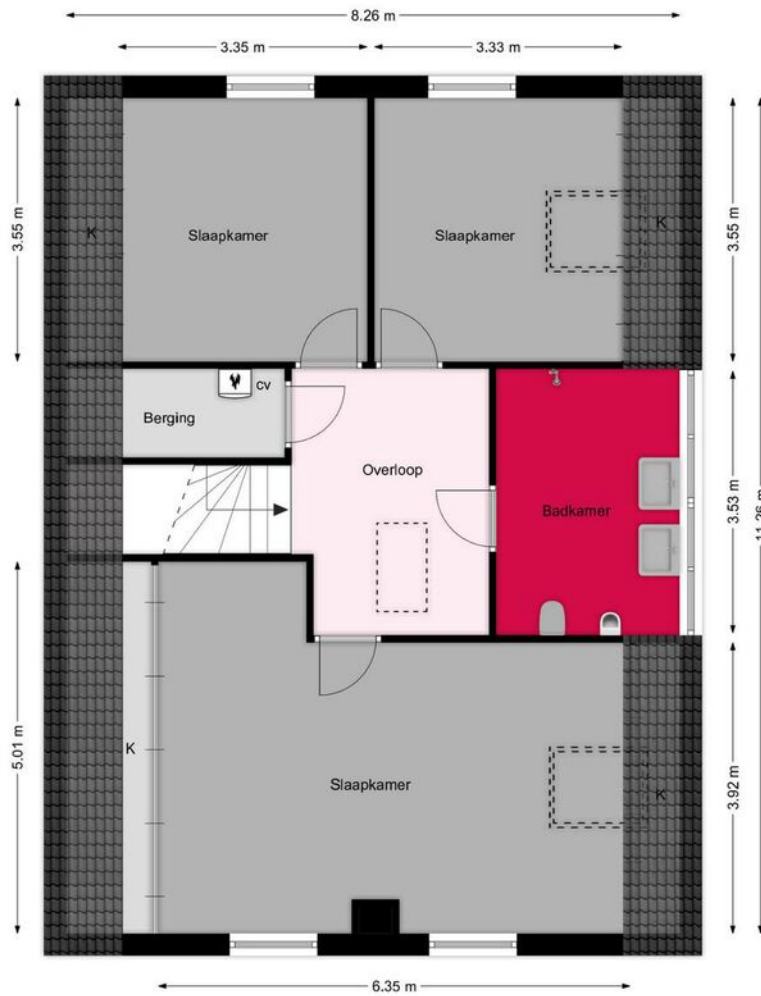 8.26 m
3.35 m
3.33 m
3.55 m
K
Slaapkamer
Slaapkamer
K
3.55 m
cv
Berging
Overloop
Badkamer
3.53 m
11.26 m
5.01 m
K
Slaapkamer
K
3.92 m
6.35 m